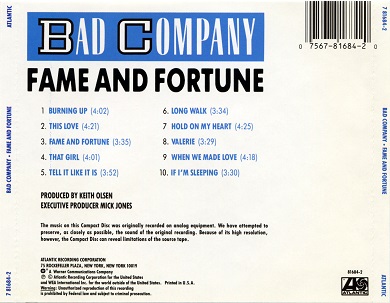 ATLANTIC
BAD COMPANY • FAME AND FORTUNE
7 81684-2
BAD COMPANY
FAME AND FORTUNE
0 7567-81684-2 0
1 BURNING UP (4:02)
2 THIS LOVE (4:21)
3 FAME AND FORTUNE (3:35)
4 THAT GIRL (4:01)
5 TELL IT LIKE IT IS (3:52)
6. LONG WALK (3:34)
7 HOLD ON MY HEART (4:25)
8 VALERIE (3:29)
9 WHEN WE MADE LOVE (4:18)
10. IF I'M SLEEPING (3:30)
PRODUCED BY KEITH OLSEN
EXECUTIVE PRODUCER MICK JONES
The music on this Compact Disc was originally recorded on analog equipment. We have attempted to
preserve, as closely as possible, the sound of the original recording. Because of its high resolution,
however, the Compact Disc can reveal limitations of the source tape.
ATLANTIC RECORDING CORPORATION
75 ROCKEFELLER PLAZA, NEW YORK, NEW YORK 10019
A Warner Communications Company
Atlantic Recording Corporation for the United States
and WEA International Inc. for the world outside of the United States. Printed in U.S.A.
Warning: Unauthorized reproduction of this recording
is prohibited by Federal law and subject to criminal prosecution.
81684-2
ATLANTIC
7 81684-2
BAD COMPANY • FAME AND FORTUNE
ATLANTIC